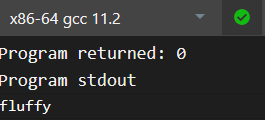 x86-64 gcc 11.2
Program returned: 0
Program stdout
fluffy